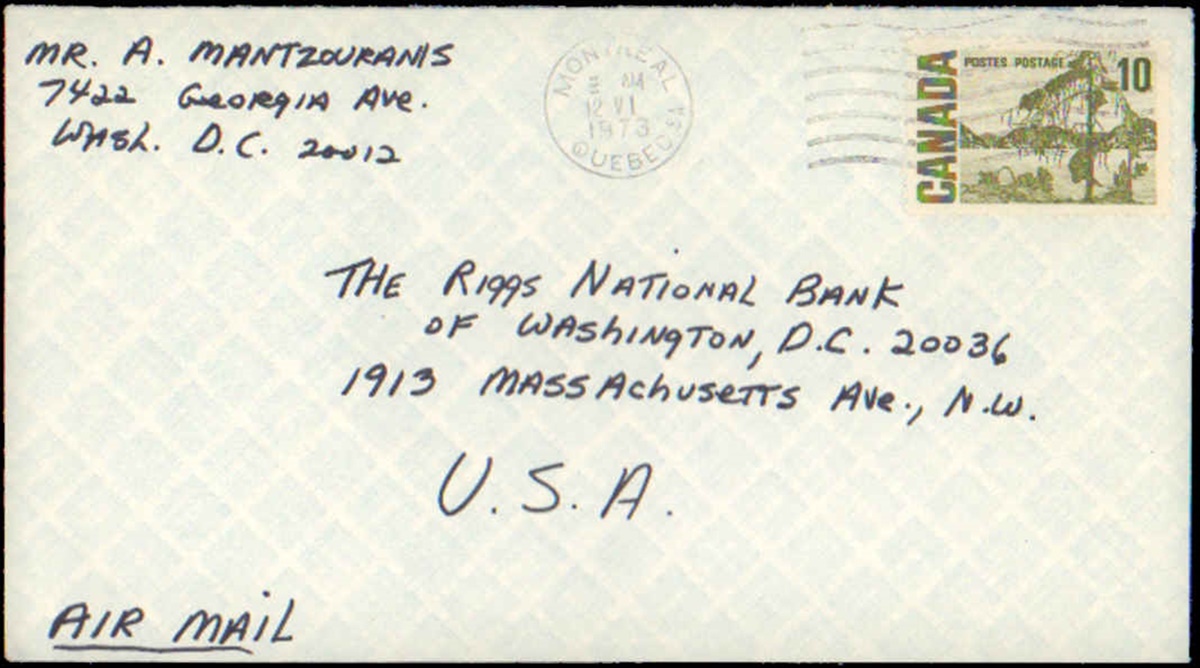 MR. A. MANTZOURANIS
7422 GEORGIA AVE.
WASH. D.C. 20012
MONTREAL
VI
1973
QUEBEC
CANADA
POSTES POSTAGE
10
THE RIGGS NATIONAL BANK
OF WASHINGTON, D.C. 20036
1913 MASSACHUSETTS AVE., N.W.
U.S.A.
AIR MAIL